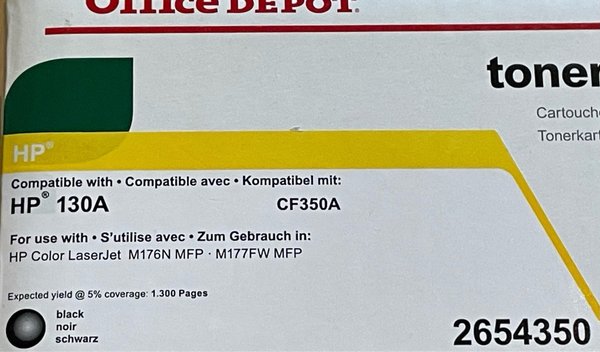 Office DEPOT.
toner
Cartouche
Tonerkart
HP®
Compatible with • Compatible avec • Kompatibel mit:
HP® 130A CF350A
For use with • S'utilise avec • Zum Gebrauch in:
HP Color LaserJet M176N MFP · M177FW MFP
Expected yield @ 5% coverage: 1.300 Pages
black
noir
schwarz
2654350